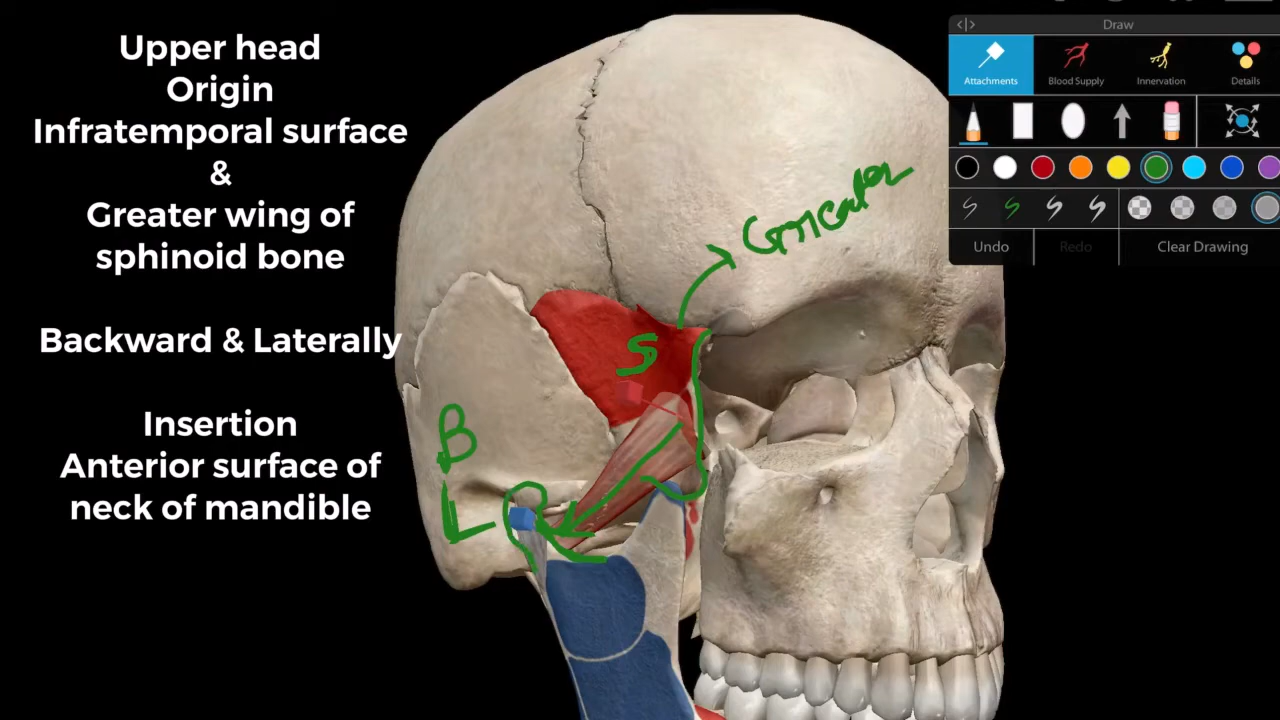 Upper head
Origin
Infratemporal surface
&
Greater wing of
sphinoid bone
Backward & Laterally
Insertion
Anterior surface of
neck of mandible
Draw
Attachments
Blood Supply
Innervation
Details
Undo
Redo
Clear Drawing
Greater
S
B
L